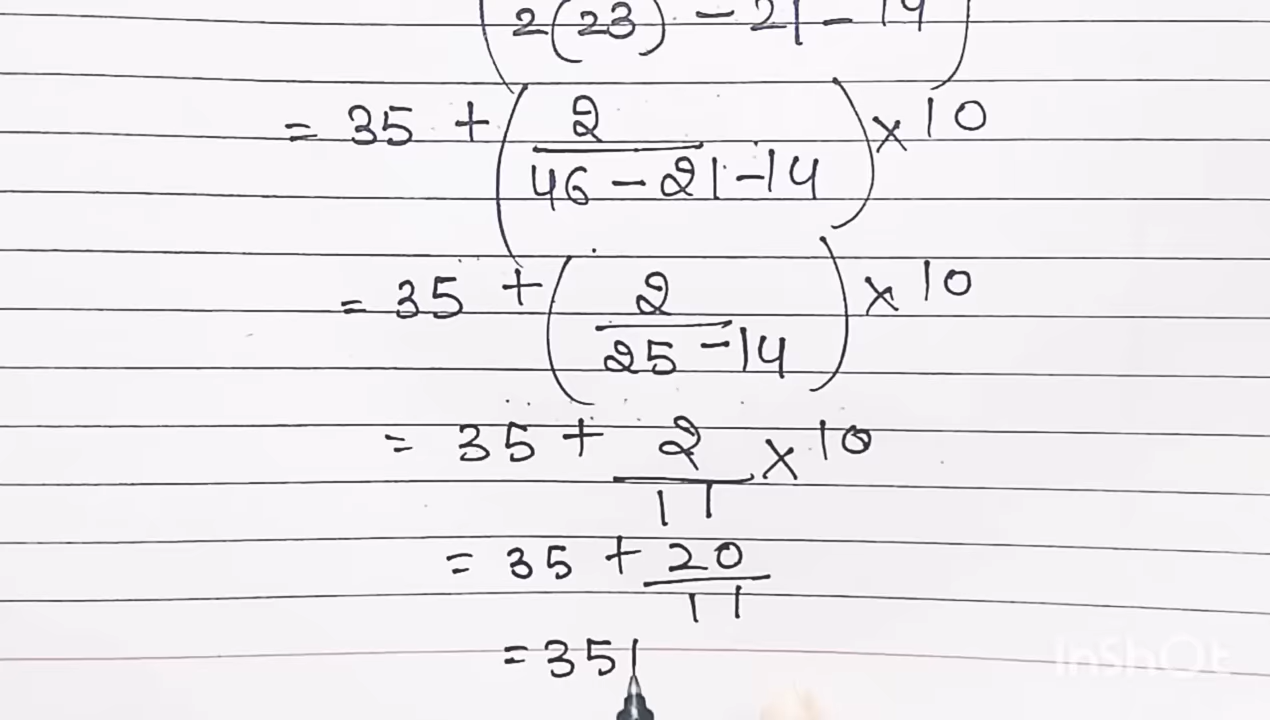 2(23) - 21 - 14
= 35 + ( 2 / 46 - 21 - 14 ) × 10
= 35 + ( 2 / 25 - 14 ) × 10
= 35 + 2 / 11 × 10
= 35 + 20 / 11
= 35
InShOt